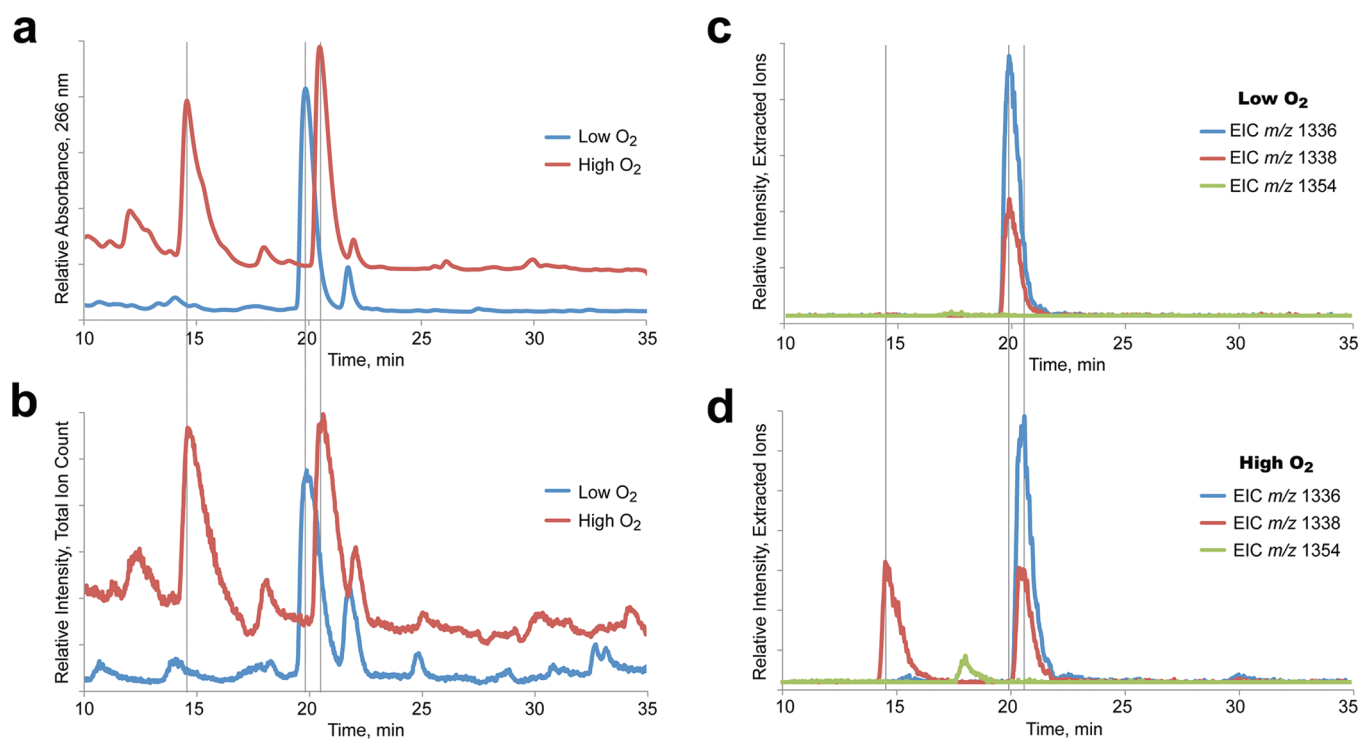 a
Relative Absorbance, 266 nm
Low O2
High O2
10 15 20 25 30 35
Time, min
b
Relative Intensity, Total Ion Count
Low O2
High O2
10 15 20 25 30 35
Time, min
c
Relative Intensity, Extracted Ions
Low O2
EIC m/z 1336
EIC m/z 1338
EIC m/z 1354
10 15 20 25 30 35
Time, min
d
Relative Intensity, Extracted Ions
High O2
EIC m/z 1336
EIC m/z 1338
EIC m/z 1354
10 15 20 25 30 35
Time, min